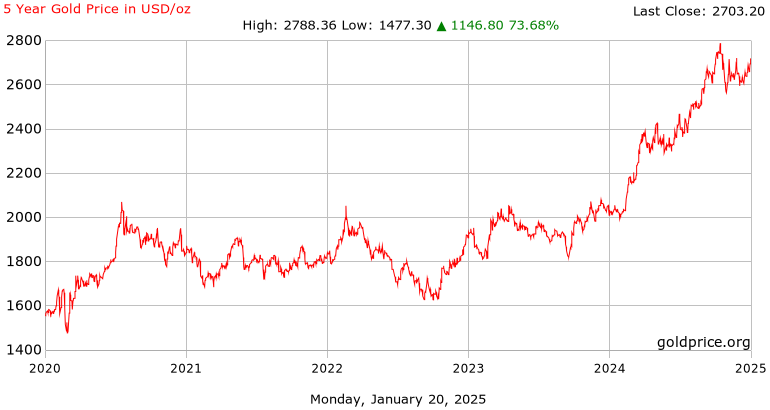 5 Year Gold Price in USD/oz
Last Close: 2703.20
High: 2788.36 Low: 1477.30 ▲ 1146.80 73.68%
2800
2600
2400
2200
2000
1800
1600
1400
goldprice.org
2020 2021 2022 2023 2024 2025
Monday, January 20, 2025